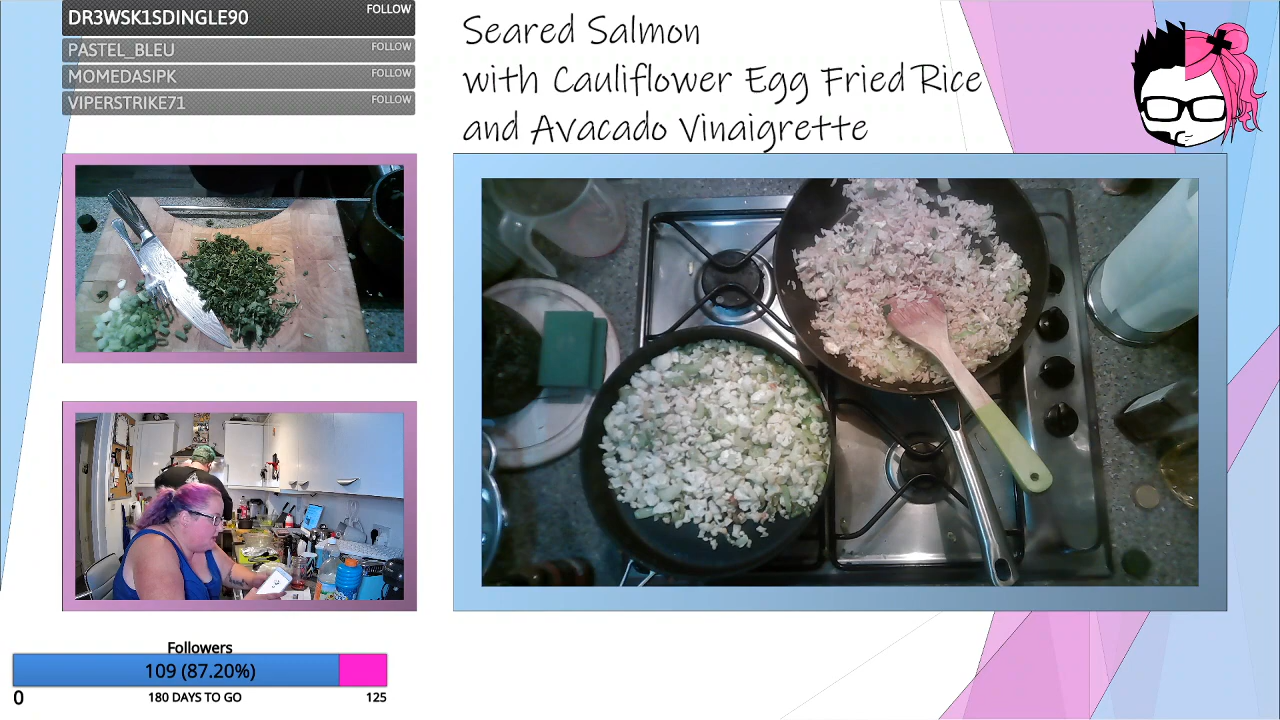 DR3WSK1SDINGLE90 FOLLOW
PASTEL_BLEU FOLLOW
MOMEDASIPK FOLLOW
VIPERSTRIKE71 FOLLOW
Seared Salmon
with Cauliflower Egg Fried Rice
and Avacado Vinaigrette
Followers
109 (87.20%)
0 180 DAYS TO GO 125